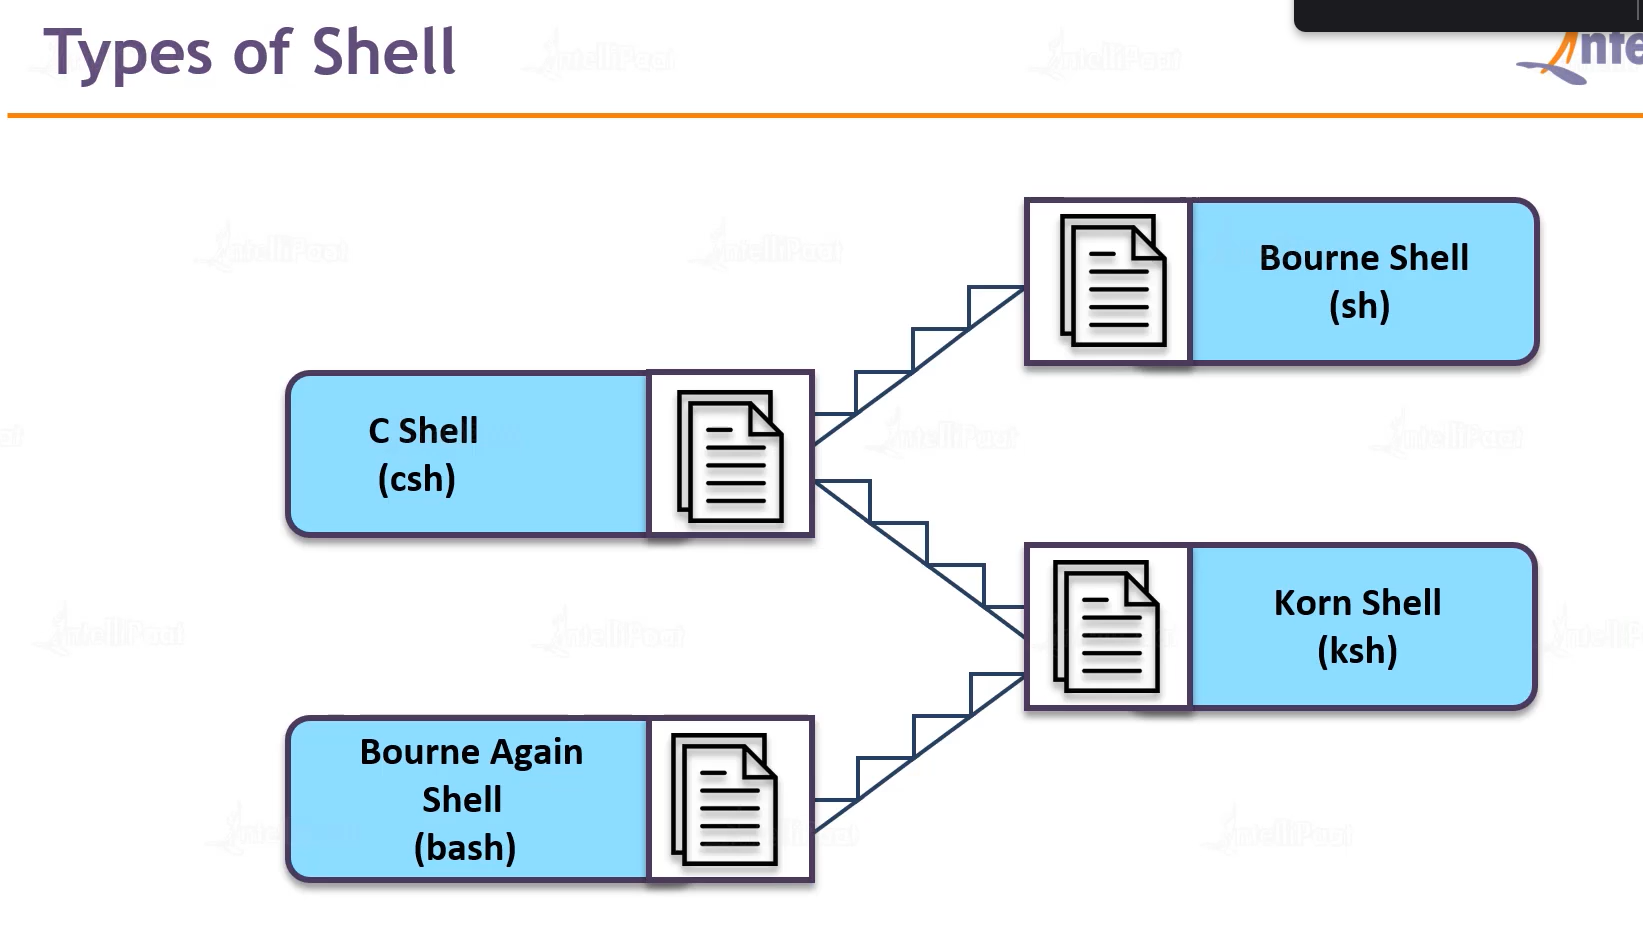 Types of Shell
Bourne Shell
(sh)
C Shell
(csh)
Korn Shell
(ksh)
Bourne Again
Shell
(bash)